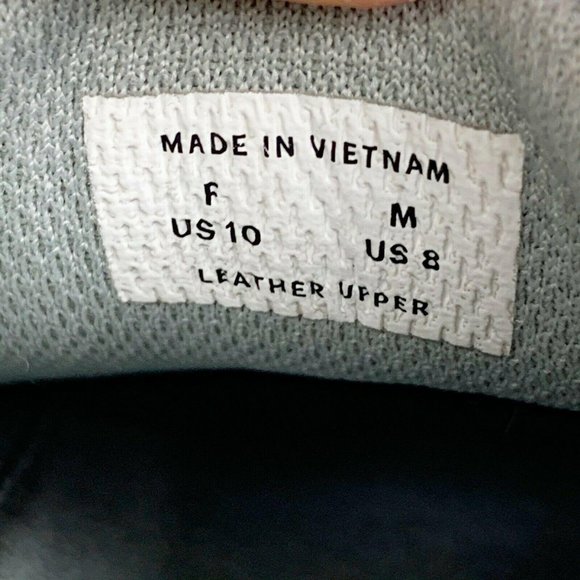 MADE IN VIETNAM
F M
US 10 US 8
LEATHER UPPER